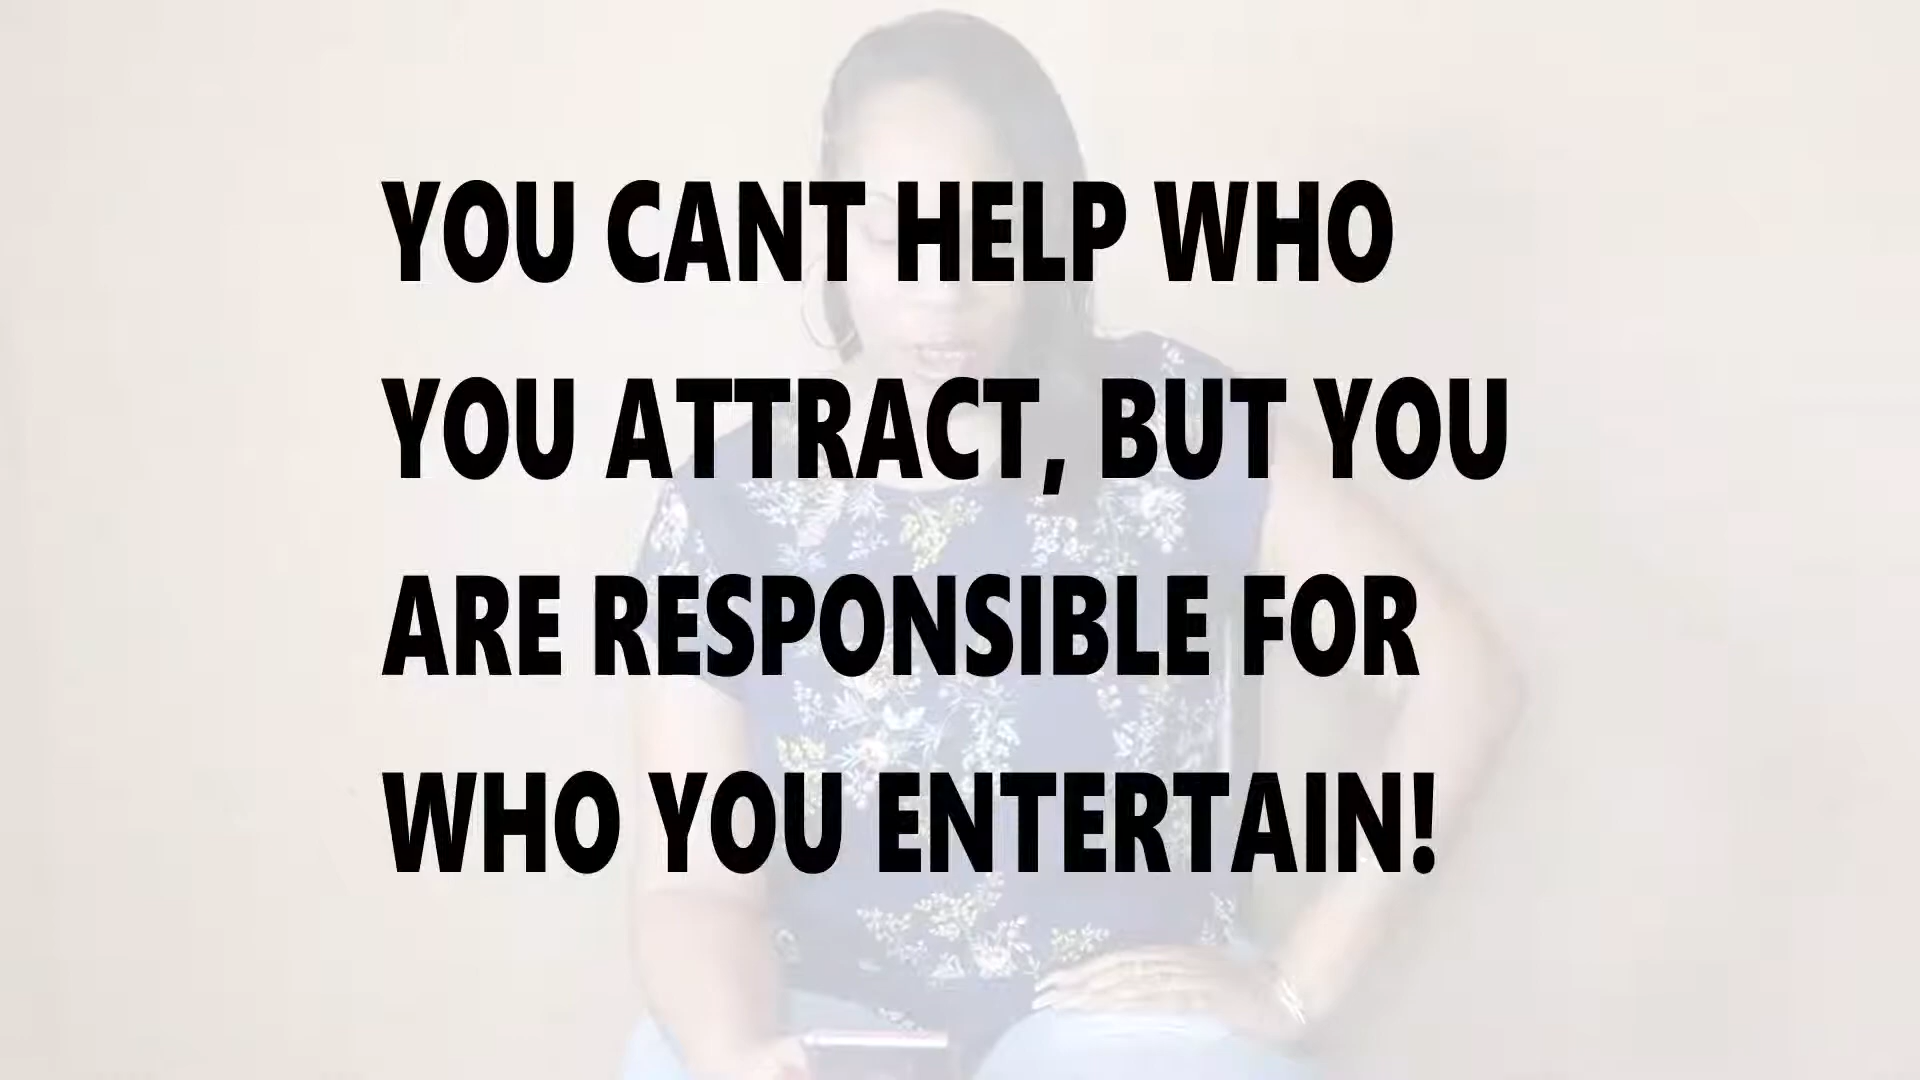 YOU CANT HELP WHO
YOU ATTRACT, BUT YOU
ARE RESPONSIBLE FOR
WHO YOU ENTERTAIN!